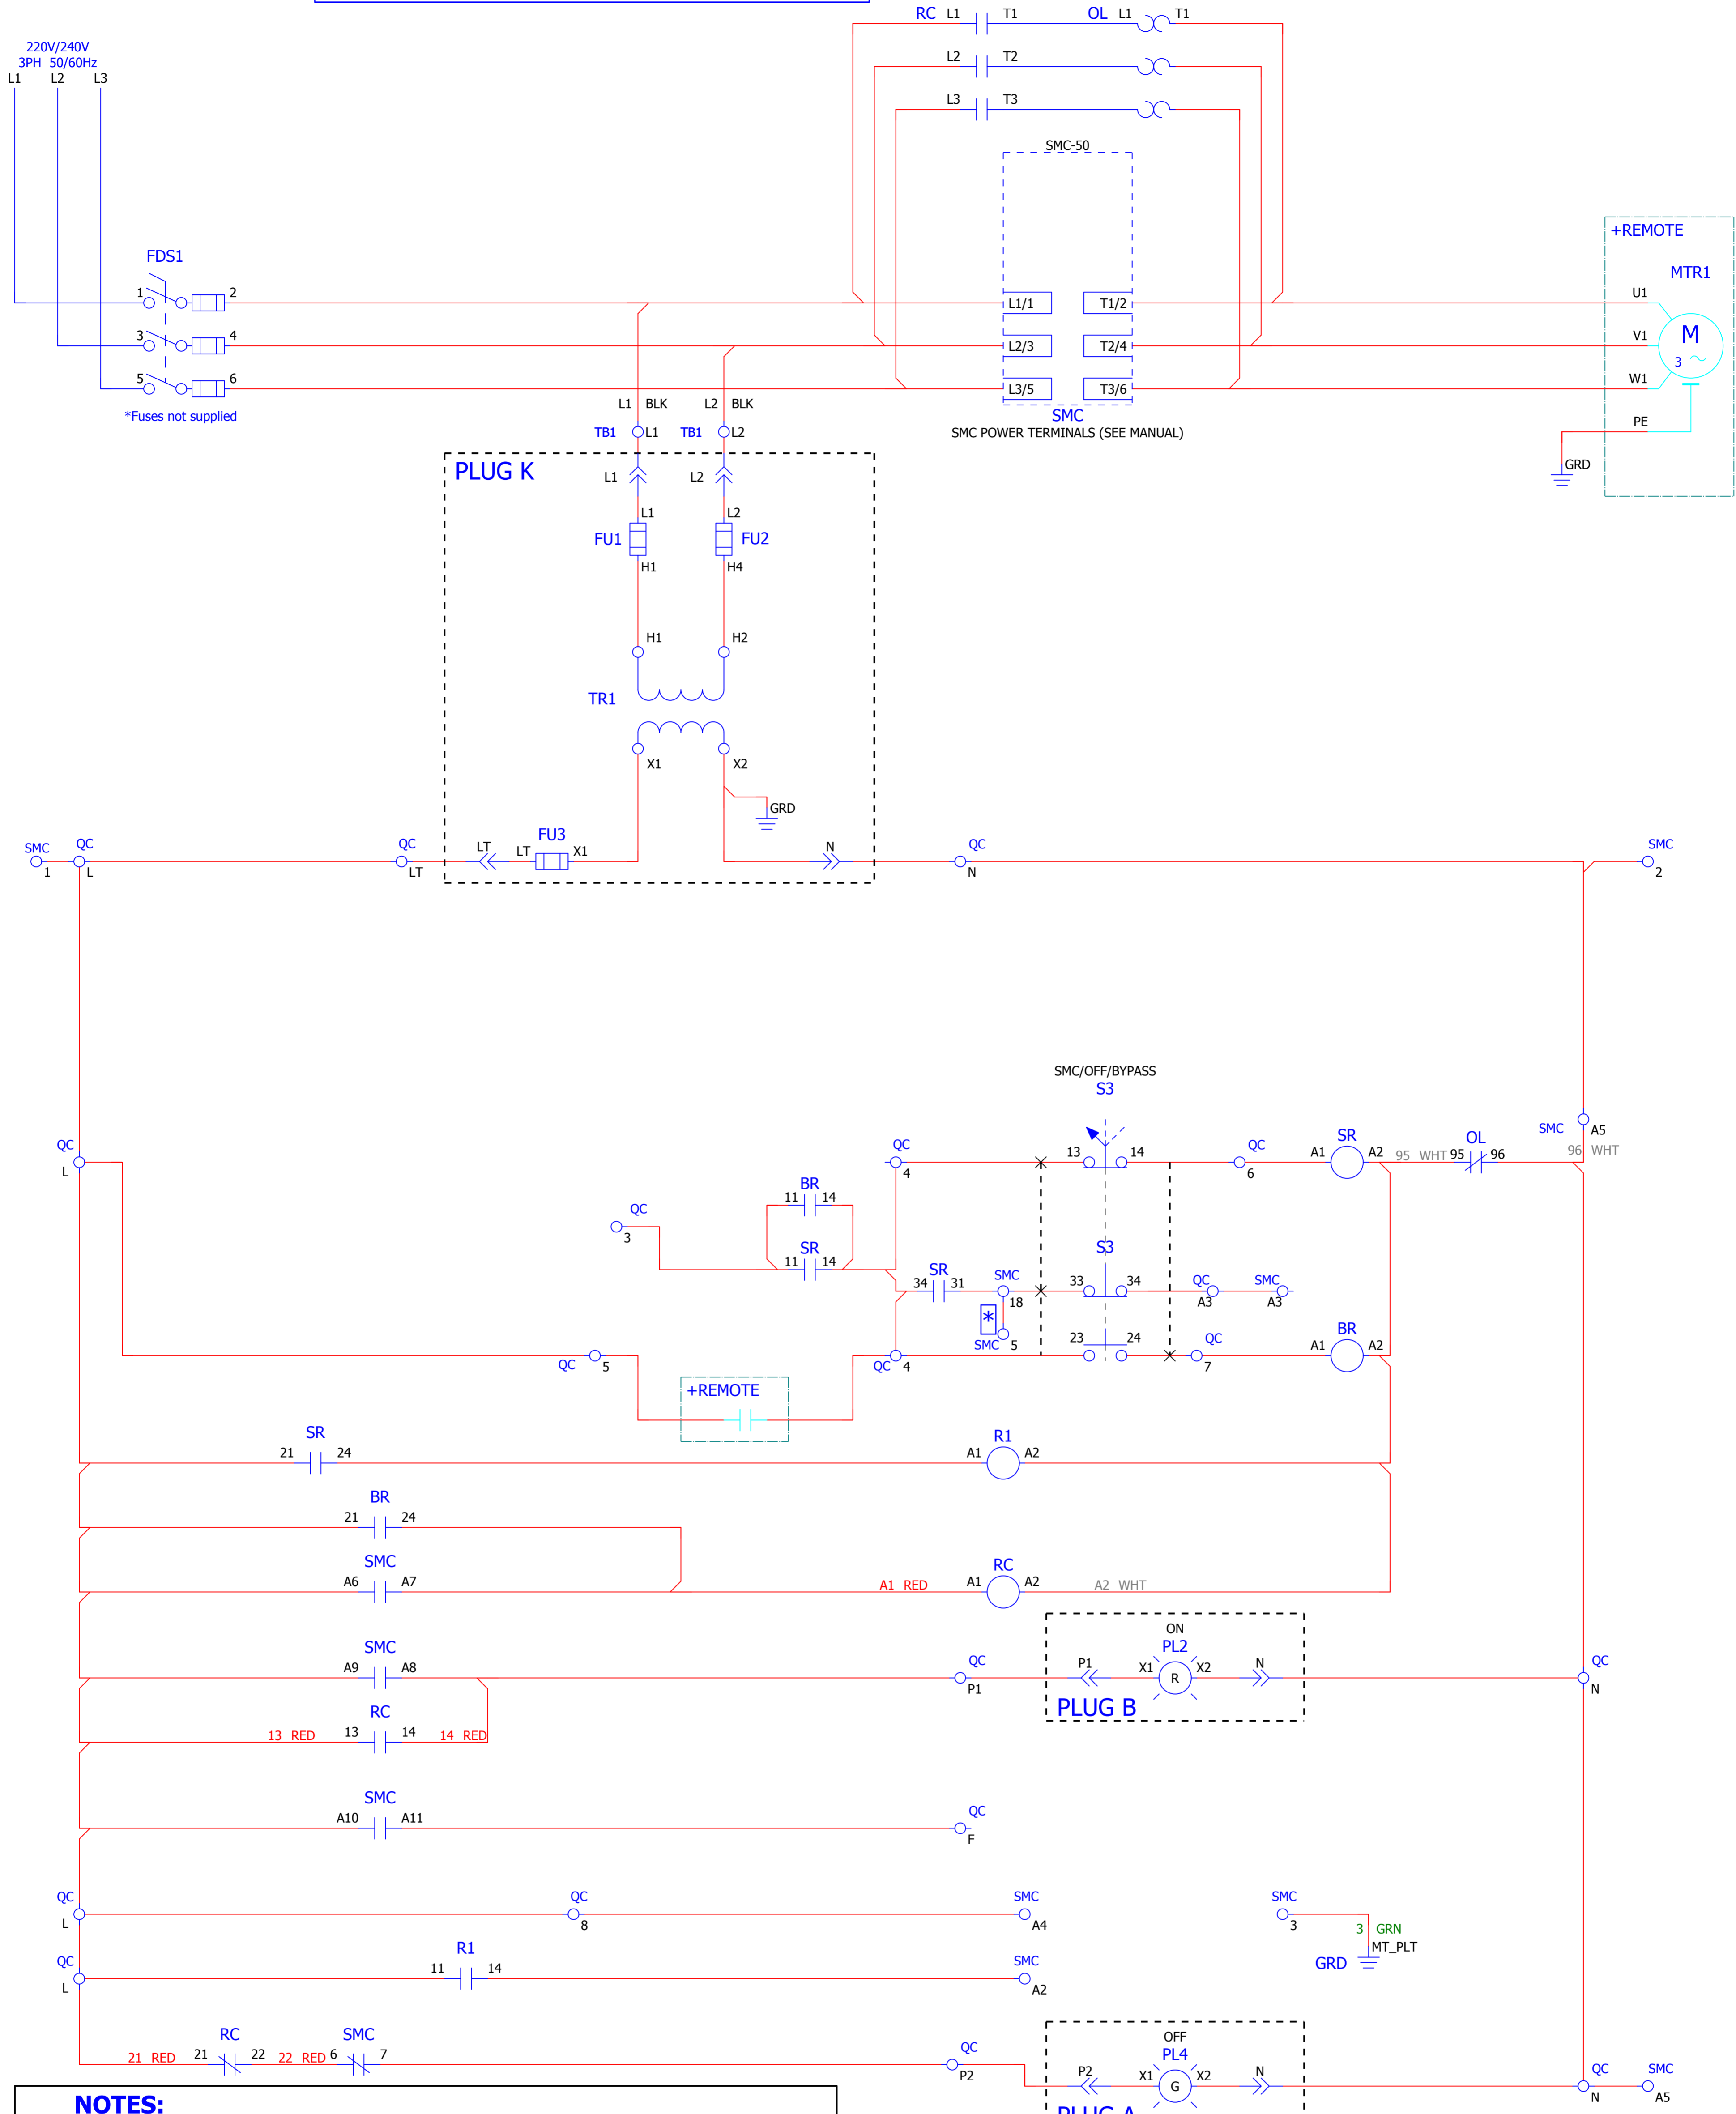 RC L1 T1 OL L1 T1
L2 T2
L3 T3
220V/240V
3PH 50/60Hz
L1 L2 L3
SMC-50
+REMOTE
MTR1
FDS1
1 2 L1/1 T1/2 U1
3 4 L2/3 T2/4 V1
M
3
5 6 L3/5 T3/6 W1
*Fuses not supplied
L1 BLK L2 BLK
SMC
SMC POWER TERMINALS (SEE MANUAL)
PE
GRD
TB1 L1 TB1 L2
PLUG K
L1 L2
L1 L2
FU1 FU2
H1 H4
H1 H2
TR1
X1 X2
GRD
FU3
SMC QC QC LT LT X1 N QC SMC
1 L LT N 2
SMC/OFF/BYPASS
S3
SMC A5
QC QC 13 14 QC SR OL
A1 A2 95 WHT 95 96 96 WHT
L 4 6
BR
11 14
QC
3
SR
11 14
S3
SR
34 31 SMC 33 34 QC SMC
18 A3 A3
*
SMC 5
23 24 QC BR
A1 A2
QC 5 QC 4 7
+REMOTE
SR R1
21 24 A1 A2
BR
21 24
SMC RC
A6 A7 A1 RED A1 A2 A2 WHT
ON
SMC PL2
A9 A8 QC P1 X1 R X2 N QC
P1 N
PLUG B
RC
13 RED 13 14 14 RED
SMC
A10 A11 QC
F
QC QC SMC SMC
L 8 A4 3
3 GRN
MT_PLT
GRD
QC R1 SMC
11 14
L A2
OFF
RC SMC PL4
21 RED 21 22 22 RED 6 7 QC P2 X1 G X2 N QC SMC
P2 N A5
NOTES:
PLUG A